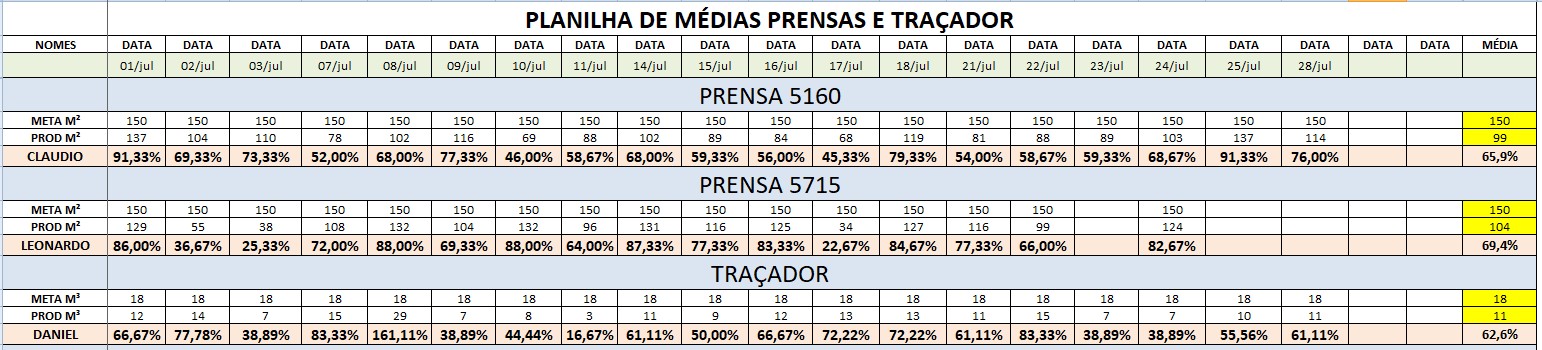 PLANILHA DE MÉDIAS PRENSAS E TRAÇADOR
NOMES DATA DATA DATA DATA DATA DATA DATA DATA DATA DATA DATA DATA DATA DATA DATA DATA DATA DATA DATA DATA DATA MÉDIA
01/jul 02/jul 03/jul 07/jul 08/jul 09/jul 10/jul 11/jul 14/jul 15/jul 16/jul 17/jul 18/jul 21/jul 22/jul 23/jul 24/jul 25/jul 28/jul
PRENSA 5160
META M² 150 150 150 150 150 150 150 150 150 150 150 150 150 150 150 150 150 150 150 150
PROD M² 137 104 110 78 102 116 69 88 102 89 84 68 119 81 88 89 103 137 114 99
CLAUDIO 91,33% 69,33% 73,33% 52,00% 68,00% 77,33% 46,00% 58,67% 68,00% 59,33% 56,00% 45,33% 79,33% 54,00% 58,67% 59,33% 68,67% 91,33% 76,00% 65,9%
PRENSA 5715
META M² 150 150 150 150 150 150 150 150 150 150 150 150 150 150 150 150 150
PROD M² 129 55 38 108 132 104 132 96 131 116 125 34 127 116 99 124 104
LEONARDO 86,00% 36,67% 25,33% 72,00% 88,00% 69,33% 88,00% 64,00% 87,33% 77,33% 83,33% 22,67% 84,67% 77,33% 66,00% 82,67% 69,4%
TRAÇADOR
META M³ 18 18 18 18 18 18 18 18 18 18 18 18 18 18 18 18 18 18 18 18
PROD M³ 12 14 7 15 29 7 8 3 11 9 12 13 13 11 15 7 7 10 11 11
DANIEL 66,67% 77,78% 38,89% 83,33% 161,11% 38,89% 44,44% 16,67% 61,11% 50,00% 66,67% 72,22% 72,22% 61,11% 83,33% 38,89% 38,89% 55,56% 61,11% 62,6%